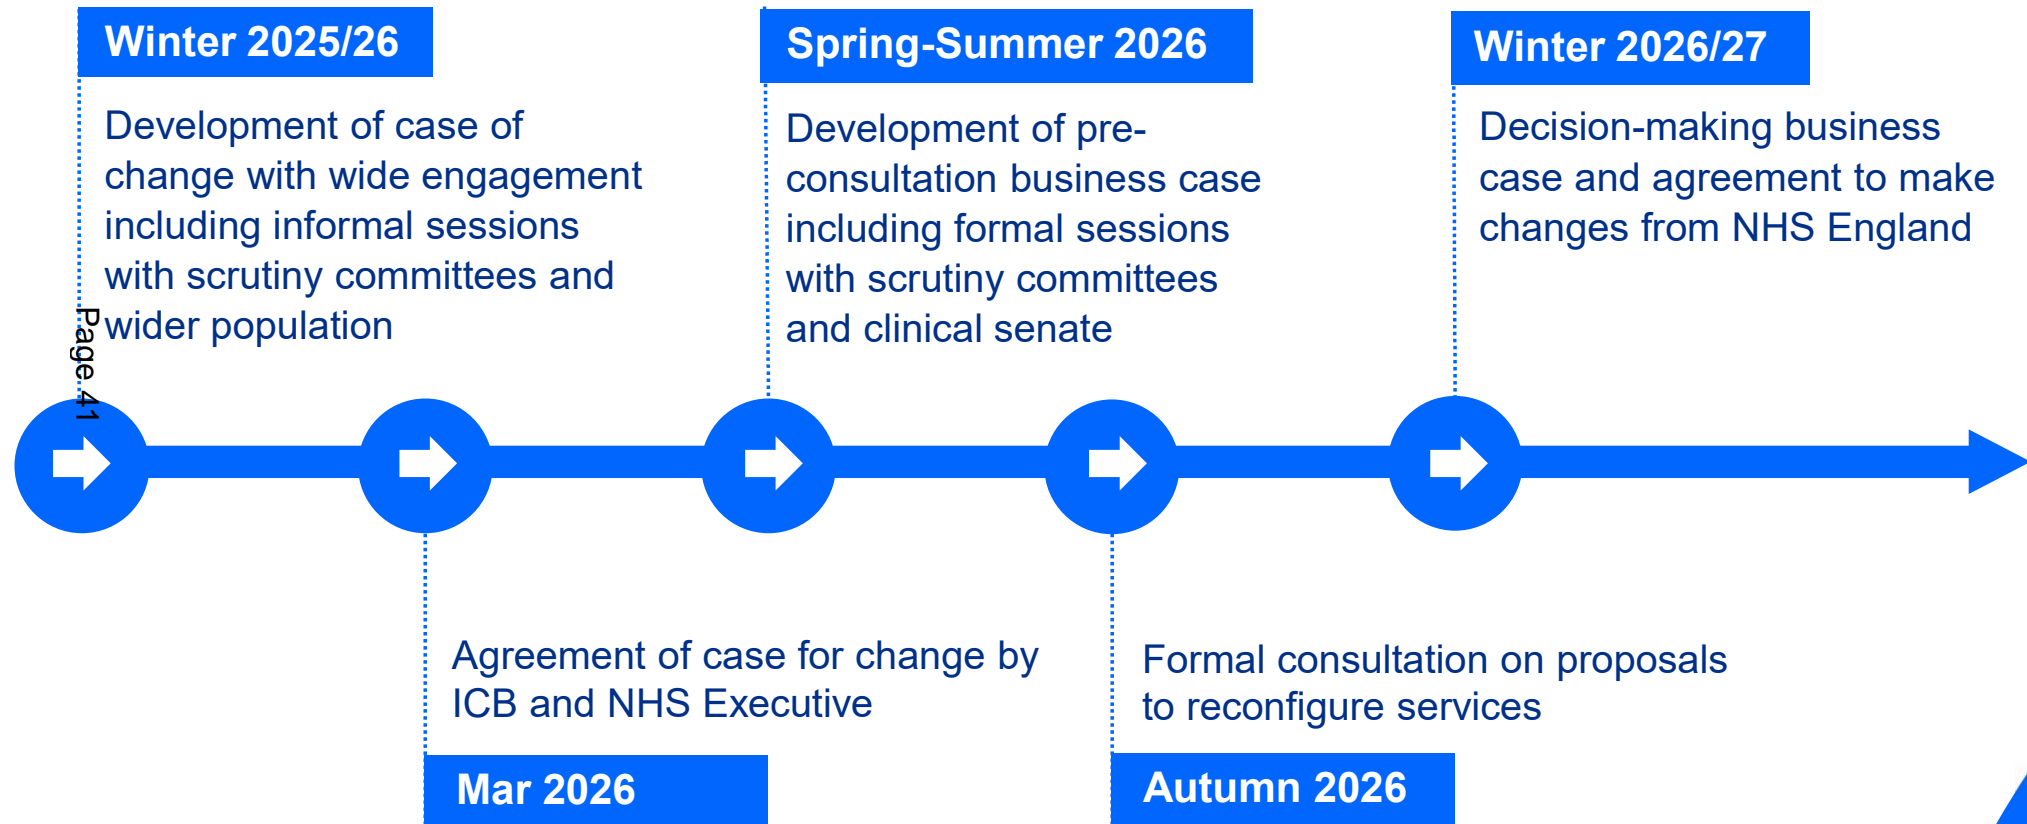 Winter 2025/26
Development of case of
change with wide engagement
including informal sessions
with scrutiny committees and
wider population
Spring-Summer 2026
Development of pre-
consultation business case
including formal sessions
with scrutiny committees
and clinical senate
Winter 2026/27
Decision-making business
case and agreement to make
changes from NHS England
Page 41
Agreement of case for change by
ICB and NHS Executive
Mar 2026
Formal consultation on proposals
to reconfigure services
Autumn 2026